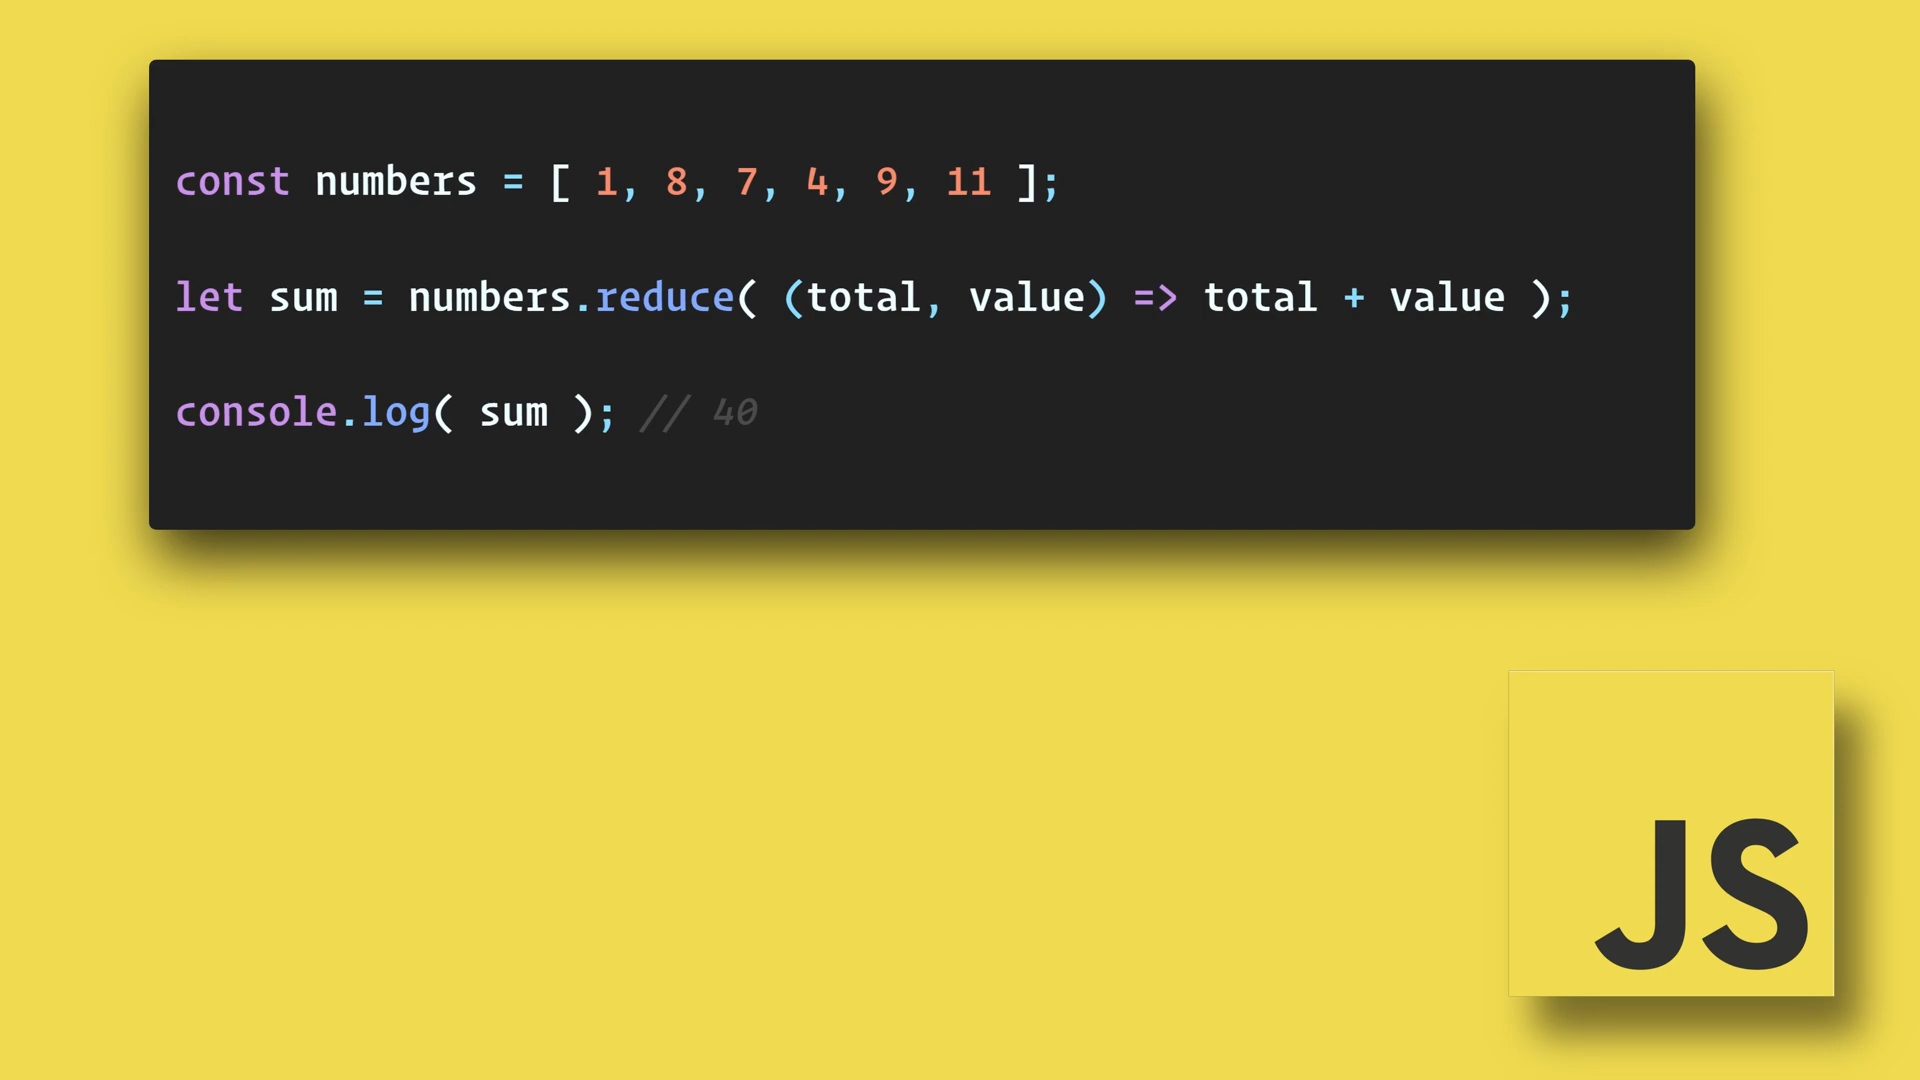 const numbers = [ 1, 8, 7, 4, 9, 11 ];
let sum = numbers.reduce( (total, value) => total + value );
console.log( sum ); // 40
JS